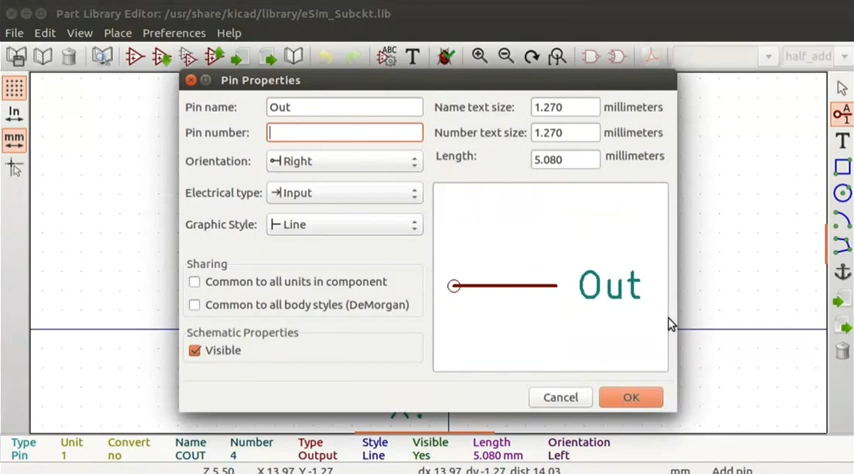 Part Library Editor: /usr/share/kicad/library/eSim_Subckt.lib
File Edit View Place Preferences Help
ABC T
half_add
Pin Properties
Pin name: Out
Name text size: 1.270 millimeters
Pin number:
Number text size: 1.270 millimeters
Orientation: Right
Length: 5.080 millimeters
Electrical type: Input
Graphic Style: Line
Sharing
Common to all units in component
Common to all body styles (DeMorgan)
Schematic Properties
Visible
Out
Cancel OK
In
mm
A
1
T
Type Unit Convert Name Number Type Style Visible Length Orientation
Pin 1 no COUT 4 Output Line Yes 5.080 mm Left
Z 5.50 X 13.97 Y -1.27 dx 13.97 dy -1.27 dist 14.03 mm Add pin